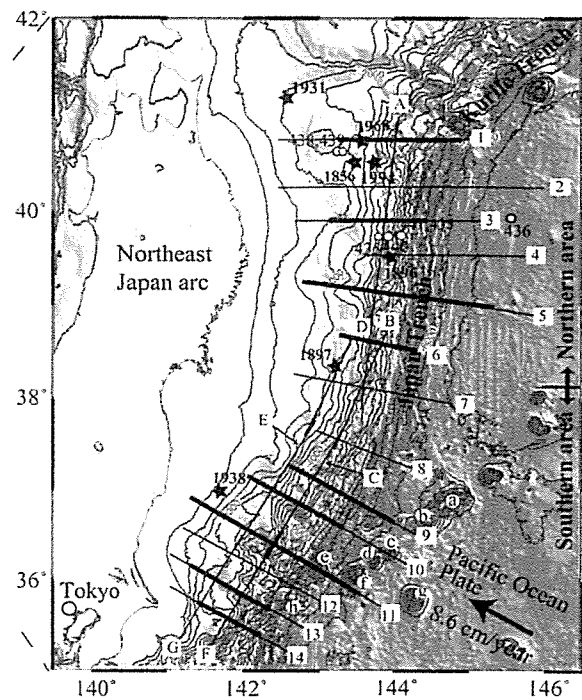 42°
40°
38°
36°
140°
142°
144°
146°
Kurile Trench
1931
A
1
1856
2
3
436
4
Northeast
Japan arc
5
D
B
6
Japan Trench
1897
7
Northern area
Southern area
E
8
C
1938
a
b
9
c
d
10
e
f
g
11
Pacific Ocean
Plate
8.6 cm/year
Tokyo
h
12
13
G
F
14